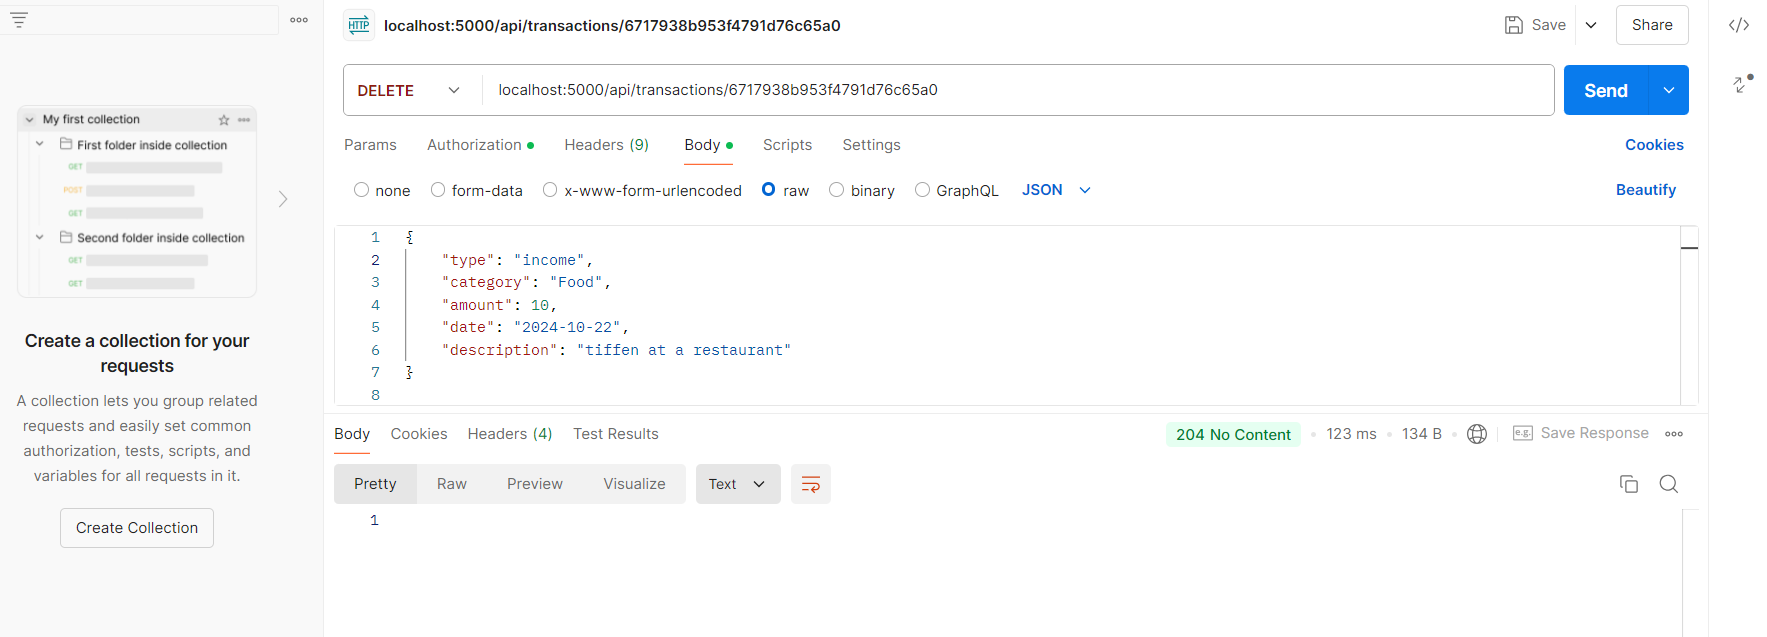 HTTP localhost:5000/api/transactions/6717938b953f4791d76c65a0 Save Share
My first collection
First folder inside collection
GET
POST
GET
Second folder inside collection
GET
GET
Create a collection for your
requests
A collection lets you group related
requests and easily set common
authorization, tests, scripts, and
variables for all requests in it.
Create Collection
DELETE localhost:5000/api/transactions/6717938b953f4791d76c65a0 Send
Params Authorization Headers (9) Body Scripts Settings Cookies
none form-data x-www-form-urlencoded raw binary GraphQL JSON Beautify
1 {
2 "type": "income",
3 "category": "Food",
4 "amount": 10,
5 "date": "2024-10-22",
6 "description": "tiffen at a restaurant"
7 }
8
Body Cookies Headers (4) Test Results 204 No Content 123 ms 134 B e.g. Save Response
Pretty Raw Preview Visualize Text
1